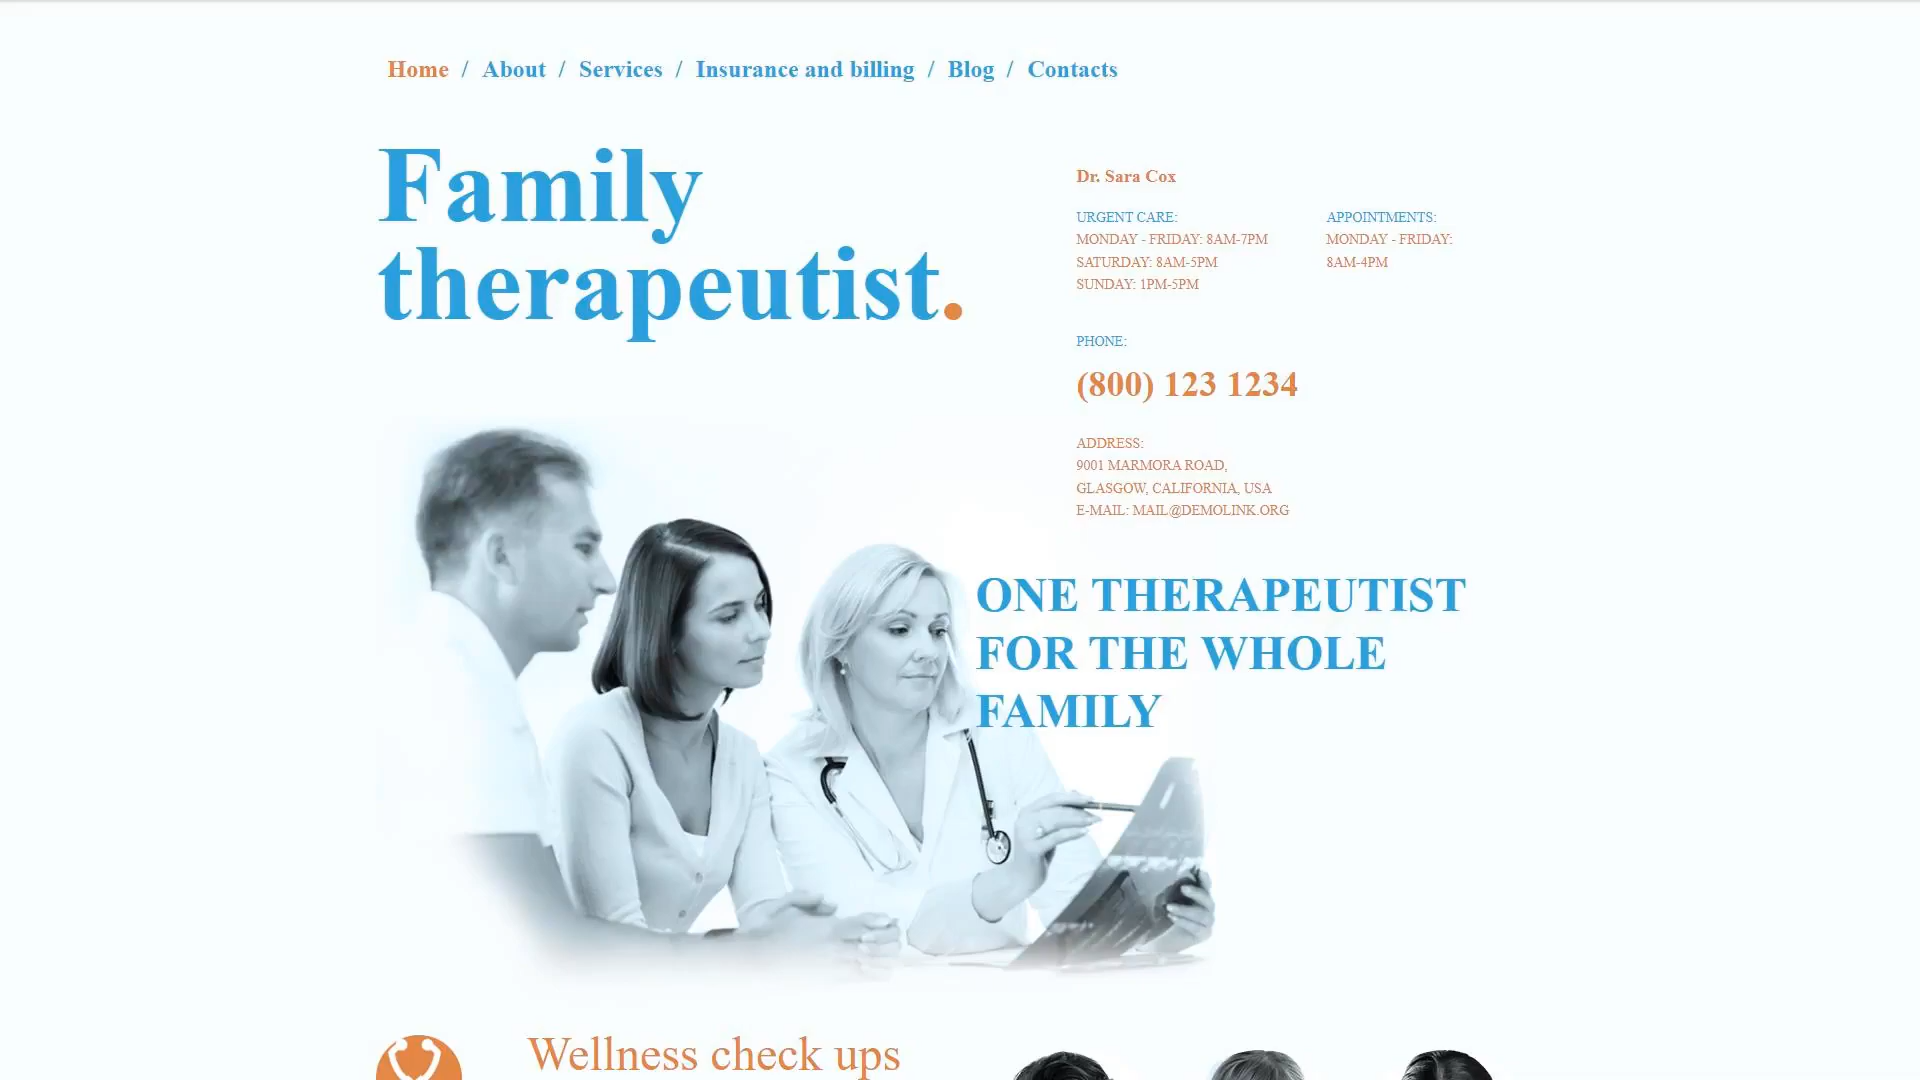 Home / About / Services / Insurance and billing / Blog / Contacts
Family
therapeutist.
Dr. Sara Cox
URGENT CARE:
MONDAY - FRIDAY: 8AM-7PM
SATURDAY: 8AM-5PM
SUNDAY: 1PM-5PM
APPOINTMENTS:
MONDAY - FRIDAY:
8AM-4PM
PHONE:
(800) 123 1234
ADDRESS:
9001 MARMORA ROAD,
GLASGOW, CALIFORNIA, USA
E-MAIL: MAIL@DEMOLINK.ORG
ONE THERAPEUTIST
FOR THE WHOLE
FAMILY
Wellness check ups